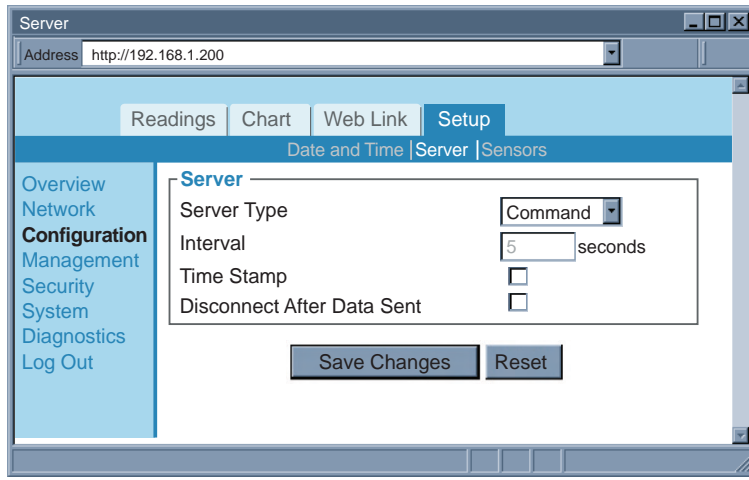 Server
Address http://192.168.1.200
Readings Chart Web Link Setup
Date and Time |Server |Sensors
Overview
Network
Configuration
Management
Security
System
Diagnostics
Log Out
Server
Server Type Command
Interval 5 seconds
Time Stamp
Disconnect After Data Sent
Save Changes Reset